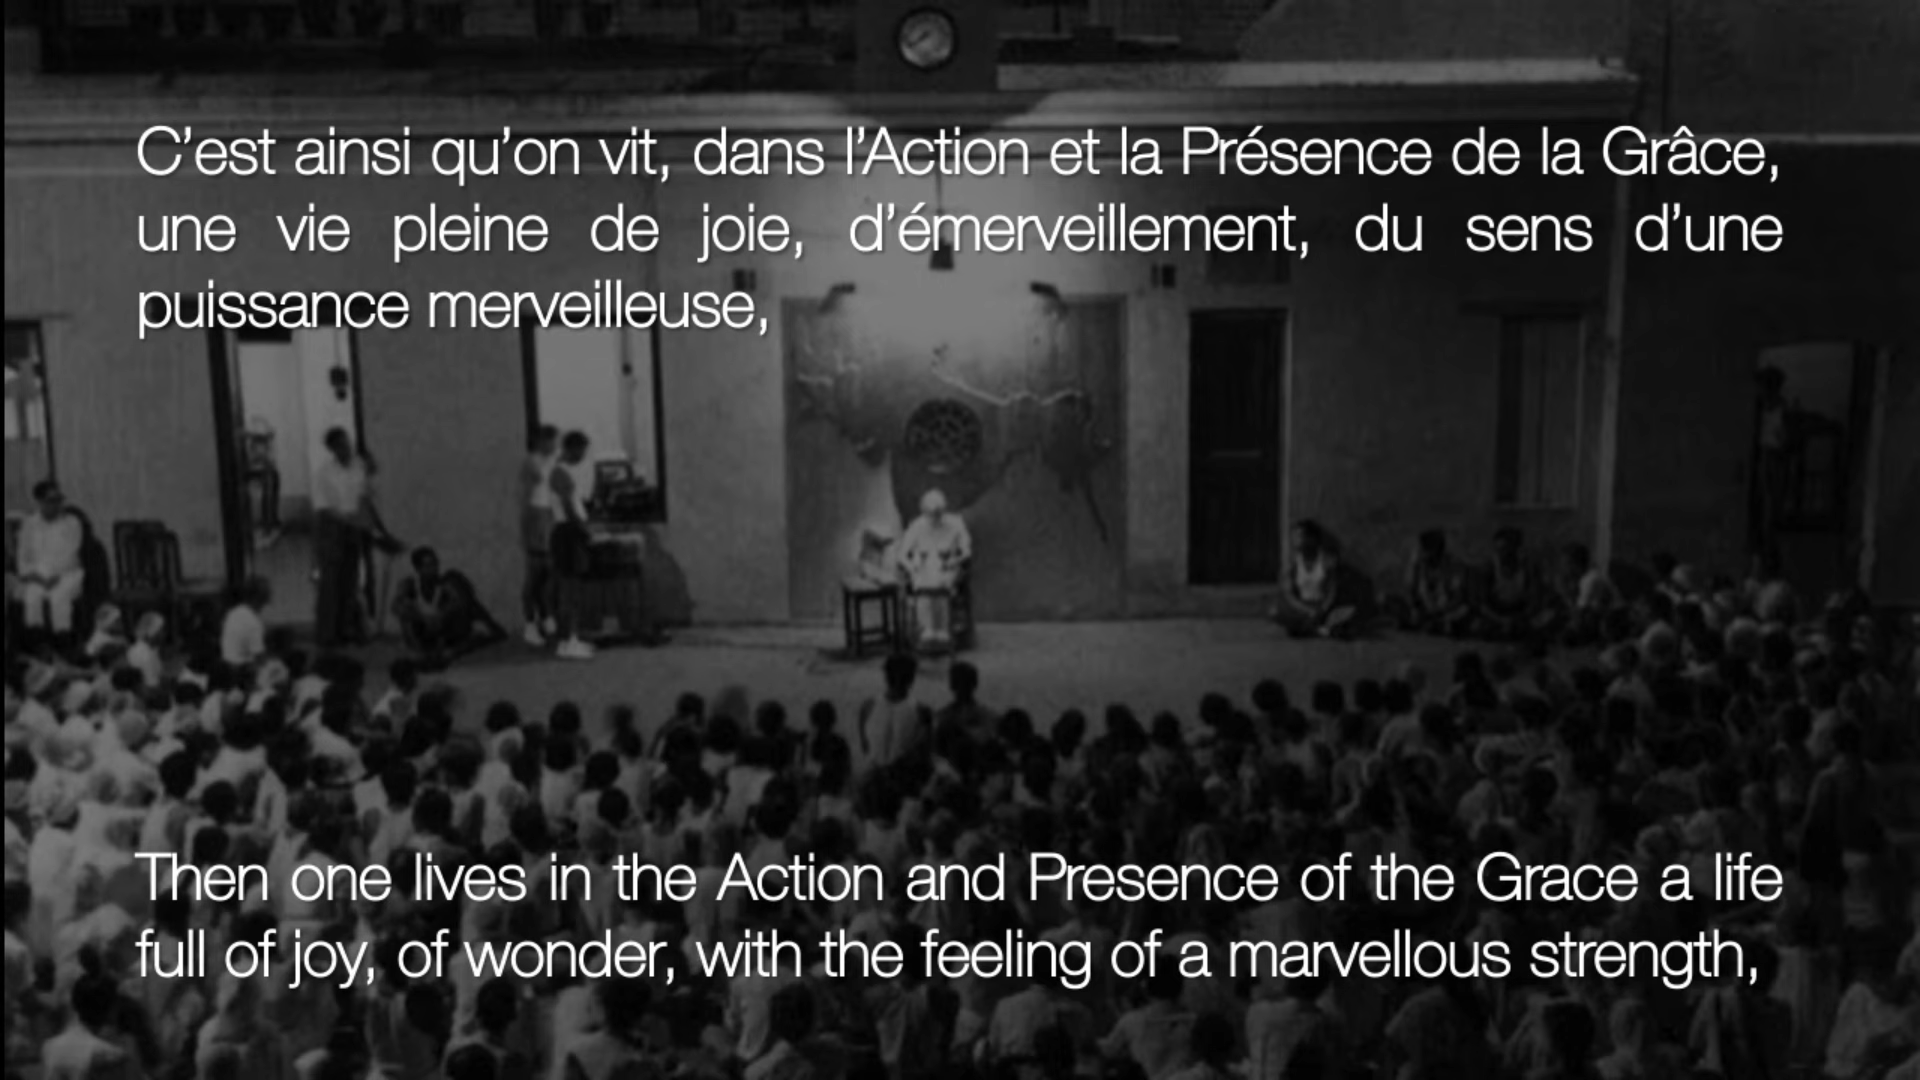 C’est ainsi qu’on vit, dans l’Action et la Présence de la Grâce,
une vie pleine de joie, d’émerveillement, du sens d’une
puissance merveilleuse,
Then one lives in the Action and Presence of the Grace a life
full of joy, of wonder, with the feeling of a marvellous strength,